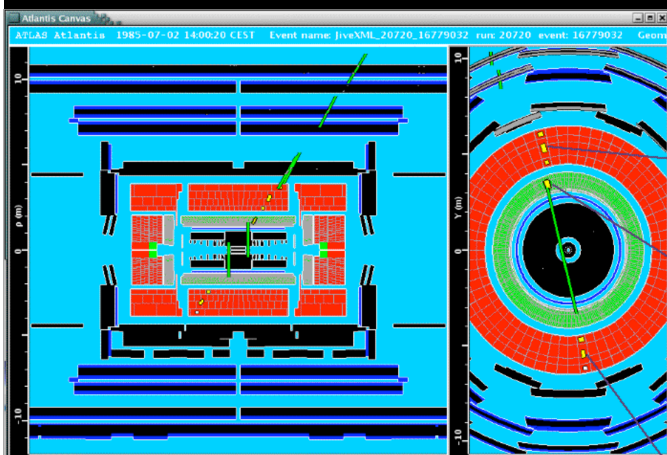 Atlantis Canvas
ATLAS Atlantis 1985-07-02 14:00:20 CEST Event name: JiveXML_20720_16779032 run: 20720 event: 16779032 Geom
10
ρ (m)
0
-10
10
Y (m)
0
-10